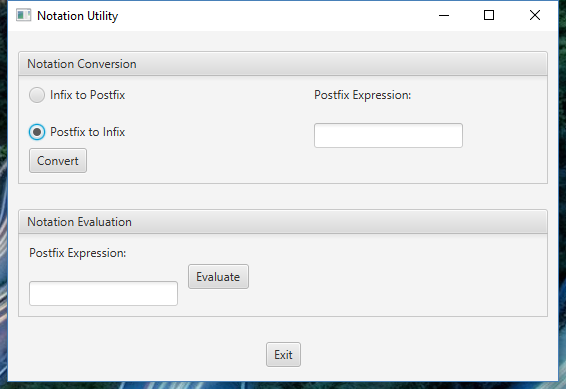 Notation Utility
Notation Conversion
Infix to Postfix
Postfix Expression:
Postfix to Infix
Convert
Notation Evaluation
Postfix Expression:
Evaluate
Exit